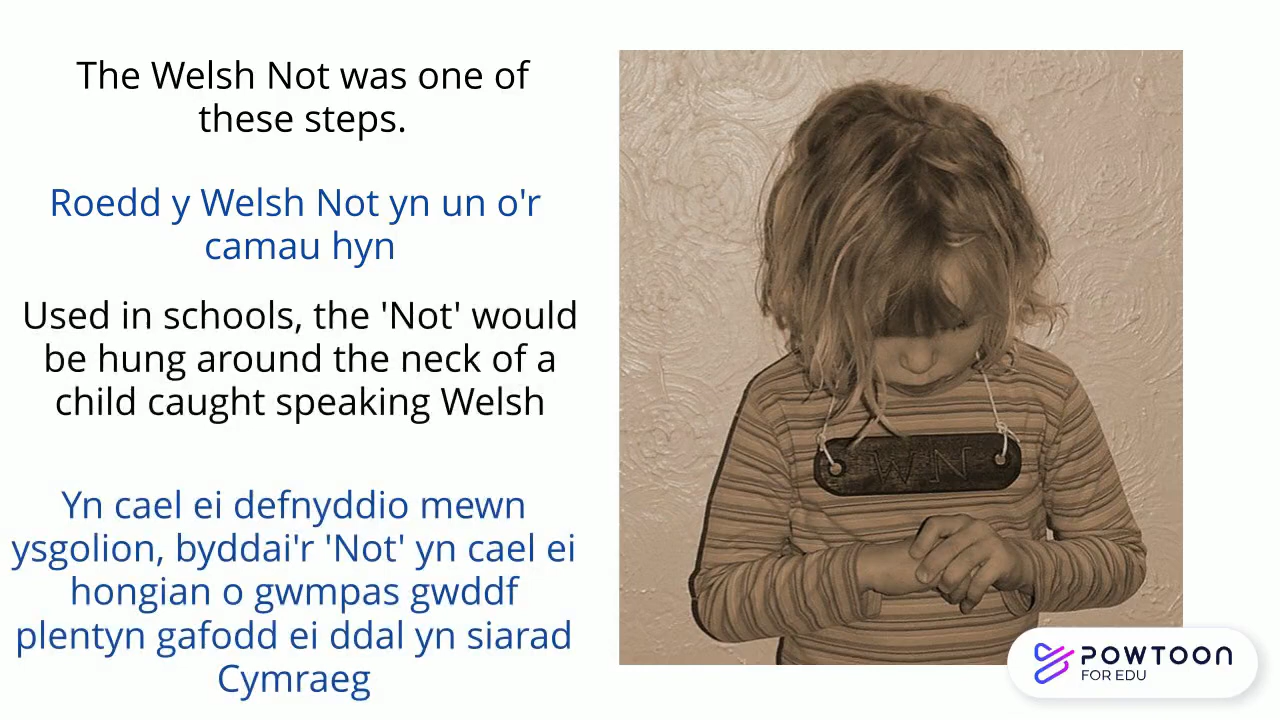 The Welsh Not was one of
these steps.
Roedd y Welsh Not yn un o'r
camau hyn
Used in schools, the 'Not' would
be hung around the neck of a
child caught speaking Welsh
Yn cael ei defnyddio mewn
ysgolion, byddai'r 'Not' yn cael ei
hongian o gwmpas gwddf
plentyn gafodd ei ddal yn siarad
Cymraeg
WN
POWTOON
FOR EDU